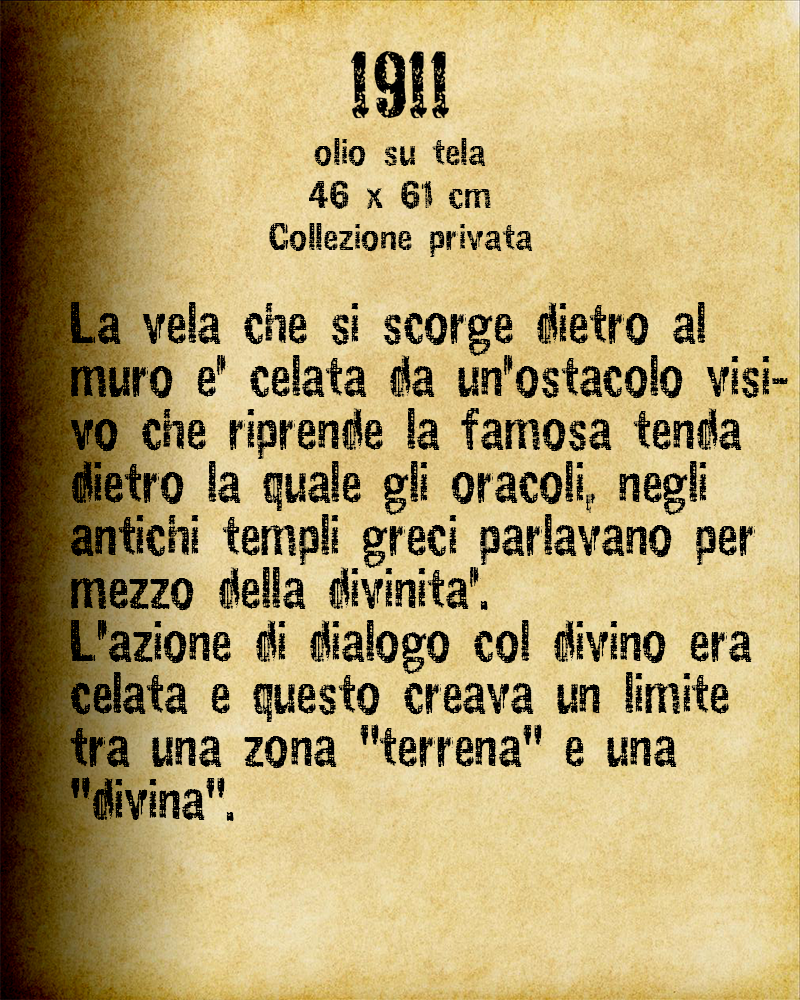 1911
olio su tela
46 x 61 cm
Collezione privata
La vela che si scorge dietro al
muro e' celata da un'ostacolo visi-
vo che riprende la famosa tenda
dietro la quale gli oracoli, negli
antichi templi greci parlavano per
mezzo della divinita'.
L'azione di dialogo col divino era
celata e questo creava un limite
tra una zona "terrena" e una
"divina".